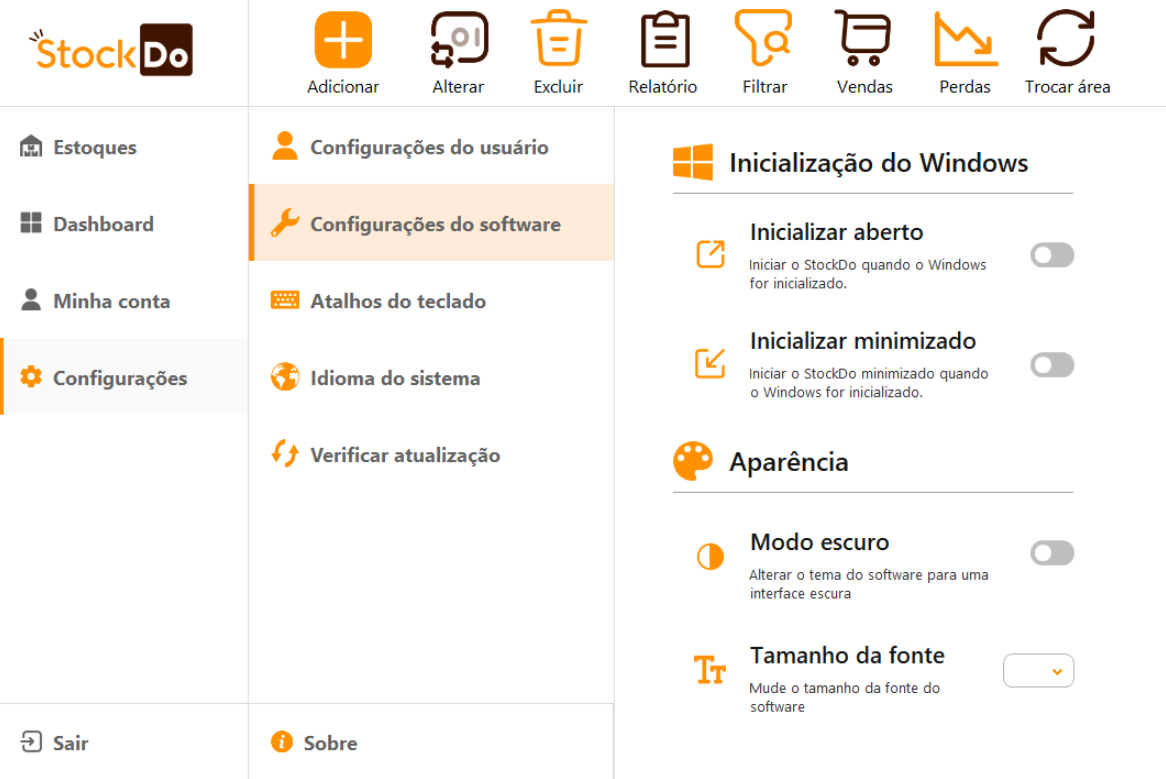 StockDo
Adicionar
Alterar
Excluir
Relatório
Filtrar
Vendas
Perdas
Trocar área
Estoques
Dashboard
Minha conta
Configurações
Sair
Configurações do usuário
Configurações do software
Atalhos do teclado
Idioma do sistema
Verificar atualização
Sobre
Inicialização do Windows
Inicializar aberto
Iniciar o StockDo quando o Windows
for inicializado.
Inicializar minimizado
Iniciar o StockDo minimizado quando
o Windows for inicializado.
Aparência
Modo escuro
Alterar o tema do software para uma
interface escura
Tamanho da fonte
Mude o tamanho da fonte do
software